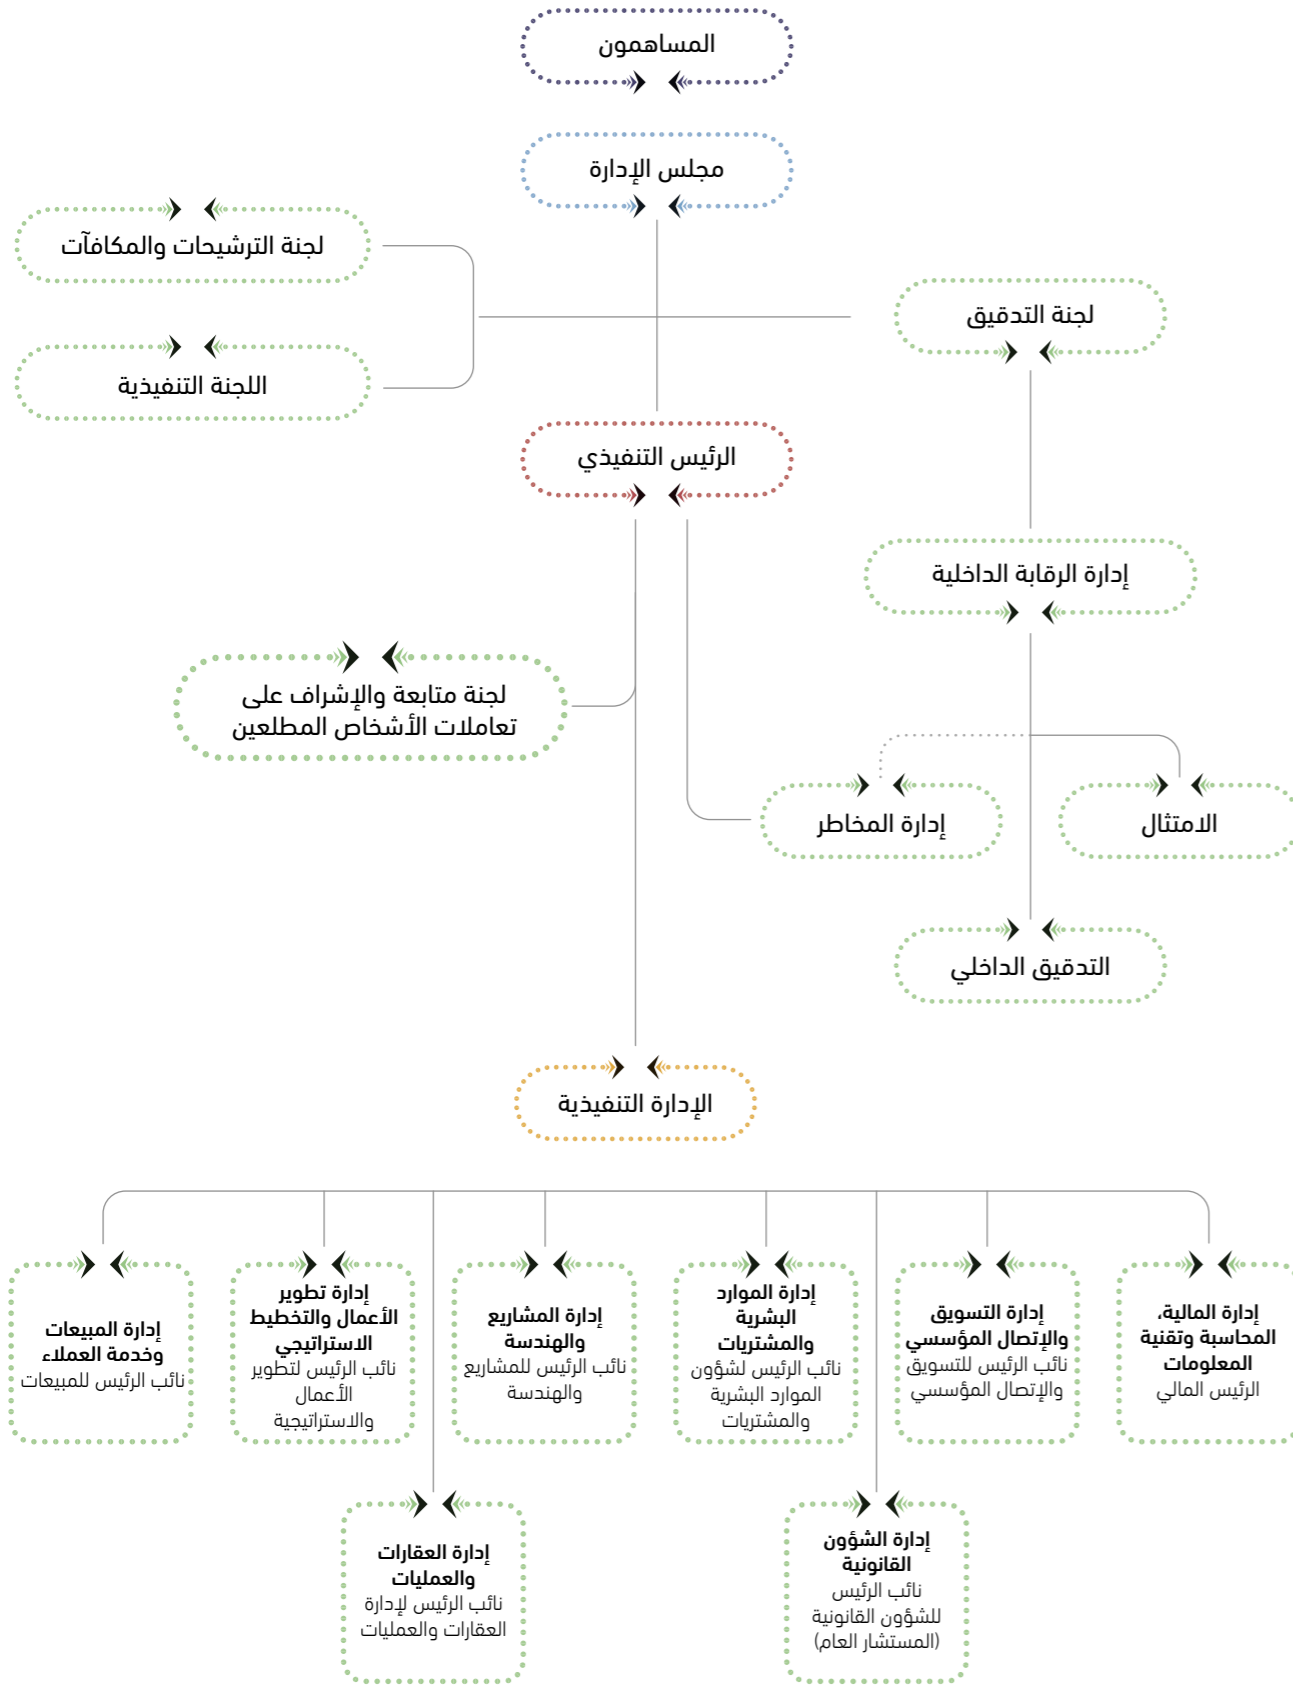 المساهمون
مجلس الإدارة
لجنة الترشيحات والمكافآت
لجنة التدقيق
اللجنة التنفيذية
الرئيس التنفيذي
إدارة الرقابة الداخلية
لجنة متابعة والإشراف على
تعاملات الأشخاص المطلعين
الامتثال
إدارة المخاطر
التدقيق الداخلي
الإدارة التنفيذية
إدارة المالية،
المحاسبة وتقنية
المعلومات
الرئيس المالي
إدارة التسويق
والإتصال المؤسسي
نائب الرئيس للتسويق
والإتصال المؤسسي
إدارة الموارد
البشرية
والمشتريات
نائب الرئيس لشؤون
الموارد البشرية
والمشتريات
إدارة المشاريع
والهندسة
نائب الرئيس للمشاريع
والهندسة
إدارة تطوير
الأعمال والتخطيط
الاستراتيجي
نائب الرئيس لتطوير
الأعمال
والاستراتيجية
إدارة المبيعات
وخدمة العملاء
نائب الرئيس للمبيعات
إدارة الشؤون
القانونية
نائب الرئيس
للشؤون القانونية
(المستشار العام)
إدارة العقارات
والعمليات
نائب الرئيس لإدارة
العقارات والعمليات